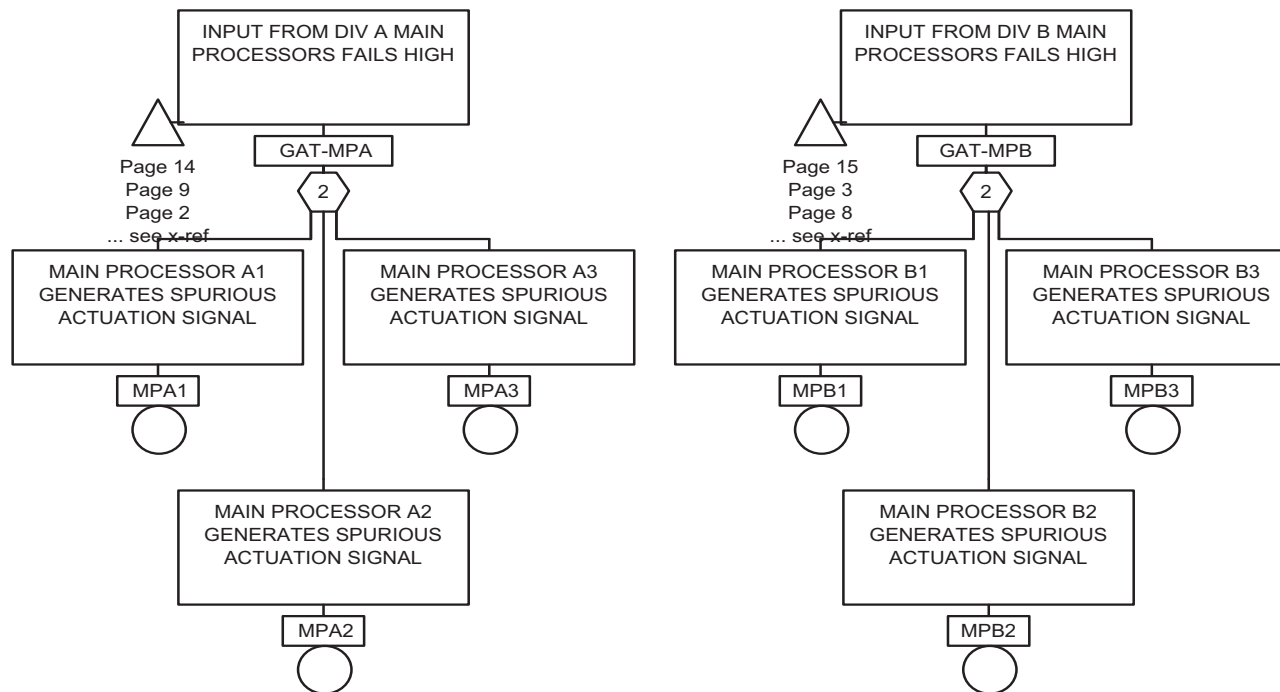 INPUT FROM DIV A MAIN
PROCESSORS FAILS HIGH
GAT-MPA
2
Page 14
Page 9
Page 2
... see x-ref
MAIN PROCESSOR A1
GENERATES SPURIOUS
ACTUATION SIGNAL
MPA1
MAIN PROCESSOR A3
GENERATES SPURIOUS
ACTUATION SIGNAL
MPA3
MAIN PROCESSOR A2
GENERATES SPURIOUS
ACTUATION SIGNAL
MPA2
INPUT FROM DIV B MAIN
PROCESSORS FAILS HIGH
GAT-MPB
2
Page 15
Page 3
Page 8
... see x-ref
MAIN PROCESSOR B1
GENERATES SPURIOUS
ACTUATION SIGNAL
MPB1
MAIN PROCESSOR B3
GENERATES SPURIOUS
ACTUATION SIGNAL
MPB3
MAIN PROCESSOR B2
GENERATES SPURIOUS
ACTUATION SIGNAL
MPB2